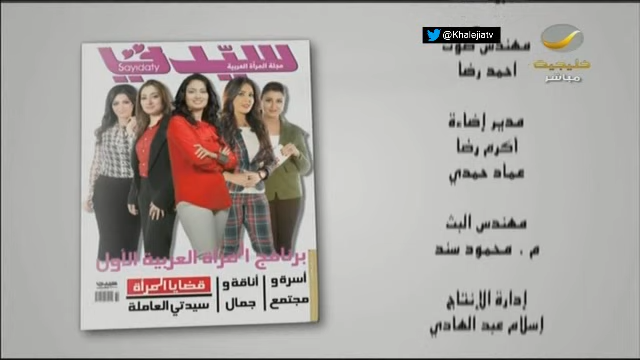 @Khalejiatv
خليجية
مباشر
مهندس صوت
أحمد رضا
مدير إضاءة
أكرم رضا
عماد حمدي
مهندس البث
م . محمود سند
إدارة الإنتاج
إسلام عبد الهادي
سيدتي
Sayidaty
مجلة المرأة العربية
برنامج المرأة العربية الأول
أسرة و مجتمع
أناقة و جمال
قضايا المرأة
سيدتي العاملة